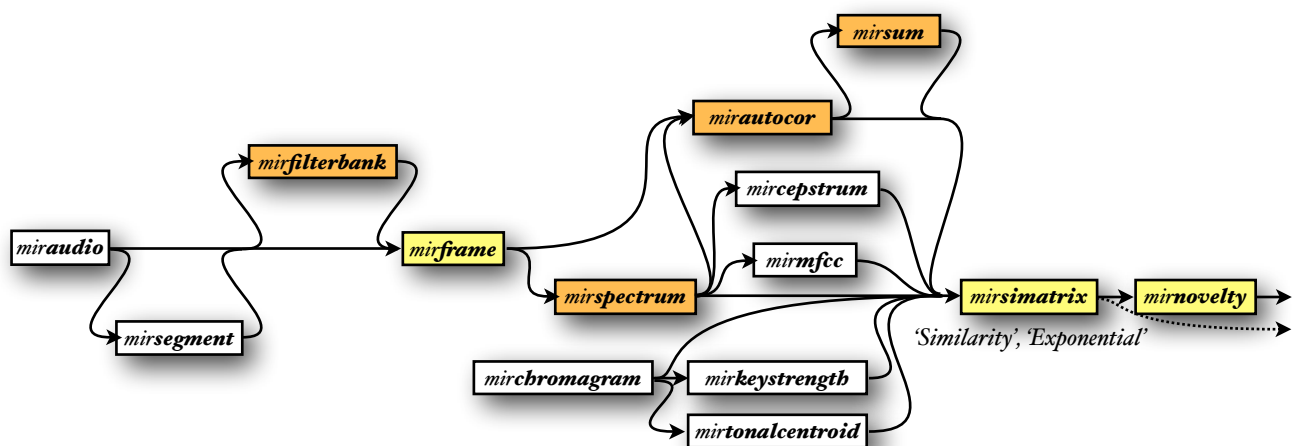 mirsum
mirautocor
mirfilterbank
mircepstrum
miraudio
mirframe
mirmfcc
mirspectrum
mirsimatrix
mirnovelty
mirsegment
'Similarity', 'Exponential'
mirchromagram
mirkeystrength
mirtonalcentroid